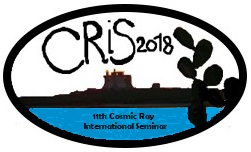 CRiS 2018
11th Cosmic Ray
International Seminar